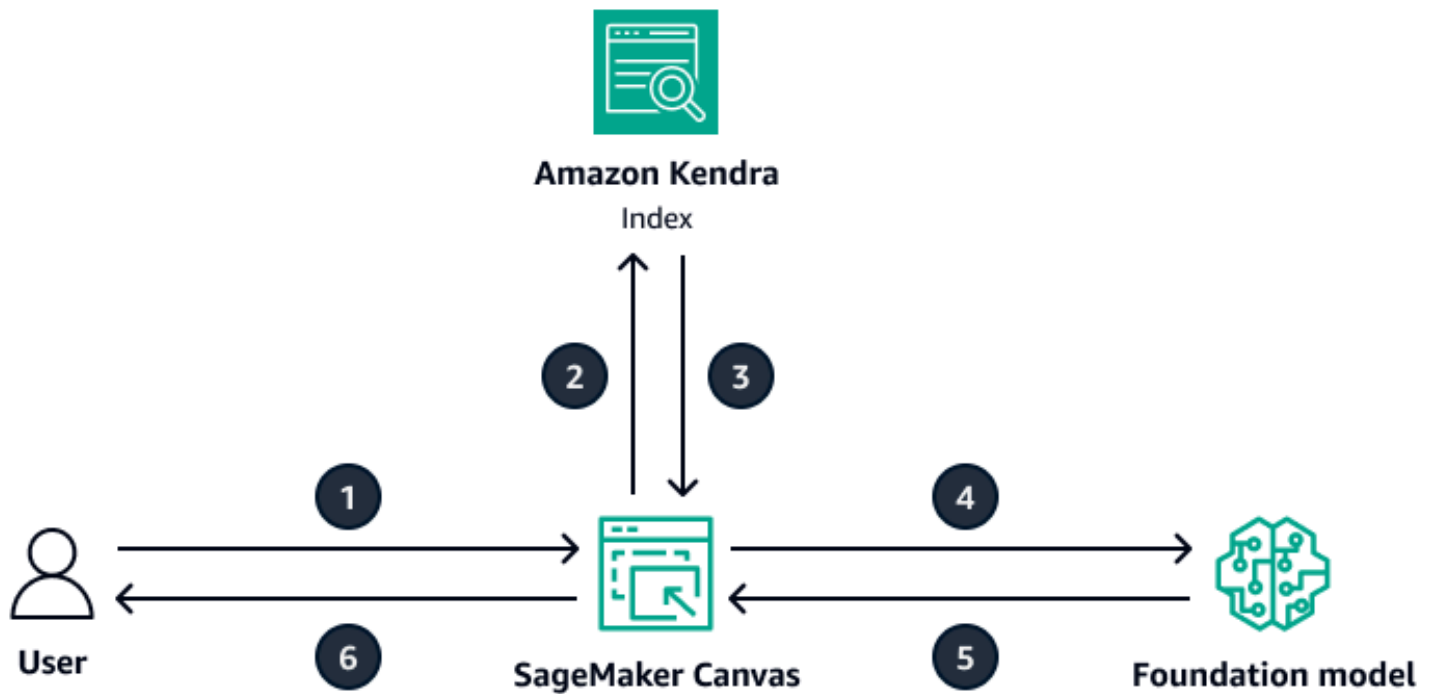 Amazon Kendra
Index
2
3
1
4
6
5
User
SageMaker Canvas
Foundation model